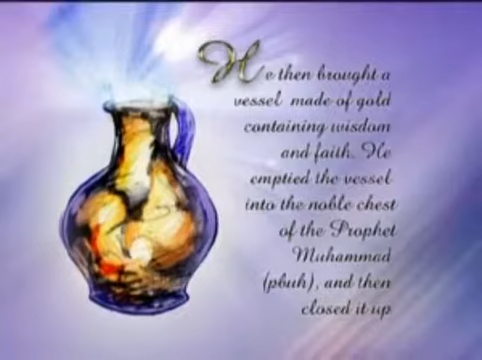 He then brought a
vessel made of gold
containing wisdom
and faith. He
emptied the vessel
into the noble chest
of the Prophet
Muhammad
(pbuh), and then
closed it up